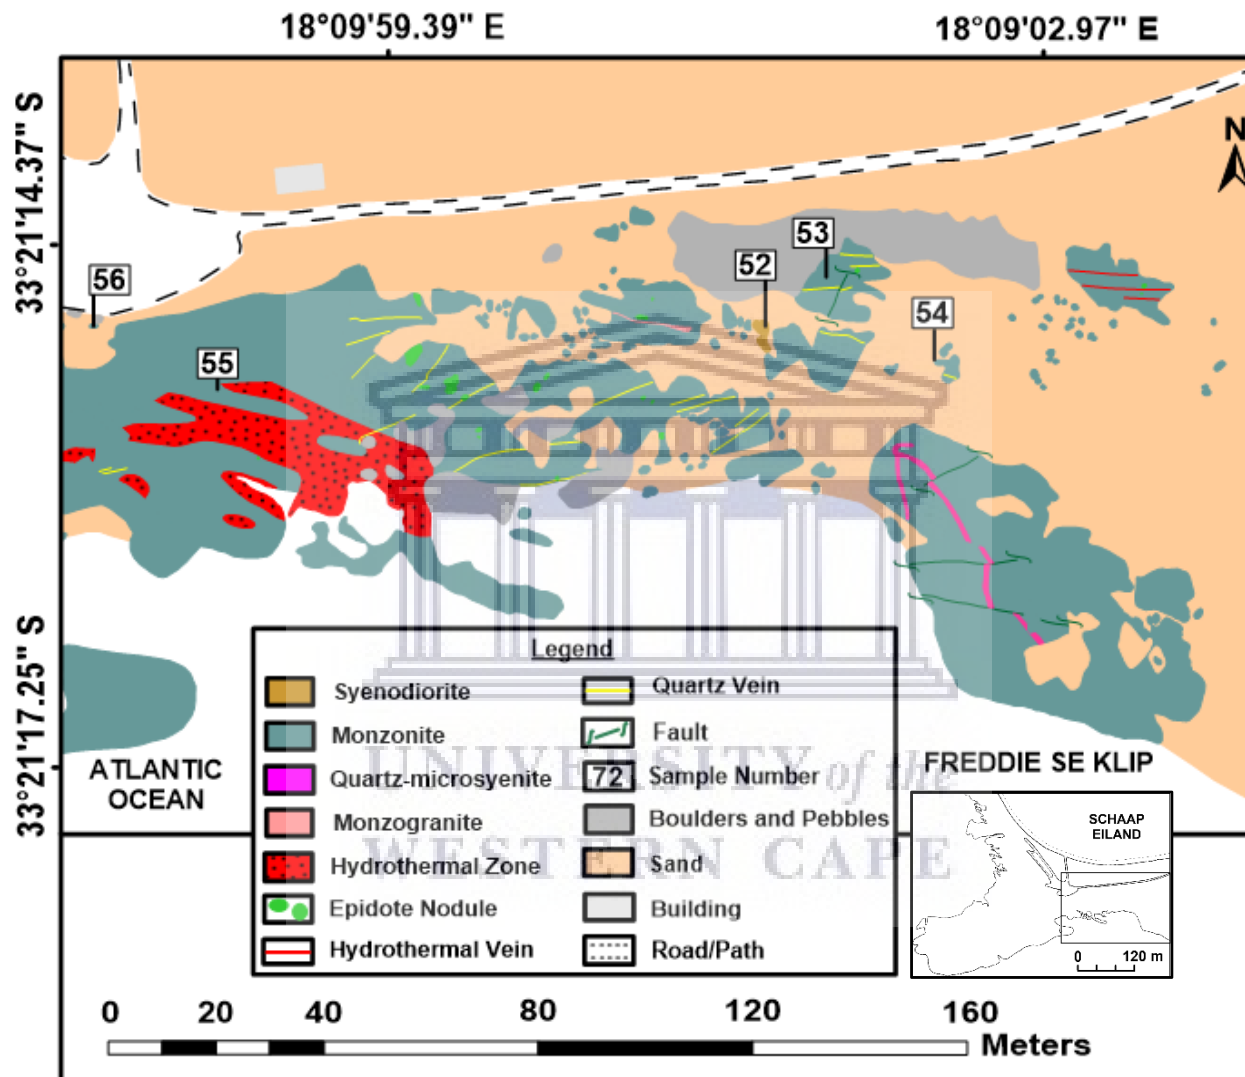 18°09'59.39" E
18°09'02.97" E
33°21'14.37" S
N
53
52
56
54
55
33°21'17.25" S
ATLANTIC
OCEAN
FREDDIE SE KLIP
Legend
Syenodiorite
Monzonite
Quartz-microsyenite
Monzogranite
Hydrothermal Zone
Epidote Nodule
Hydrothermal Vein
Quartz Vein
Fault
72 Sample Number
Boulders and Pebbles
Sand
Building
Road/Path
UNIVERSITY of the
WESTERN CAPE
SCHAAP
EILAND
0 120 m
0 20 40 80 120 160
Meters